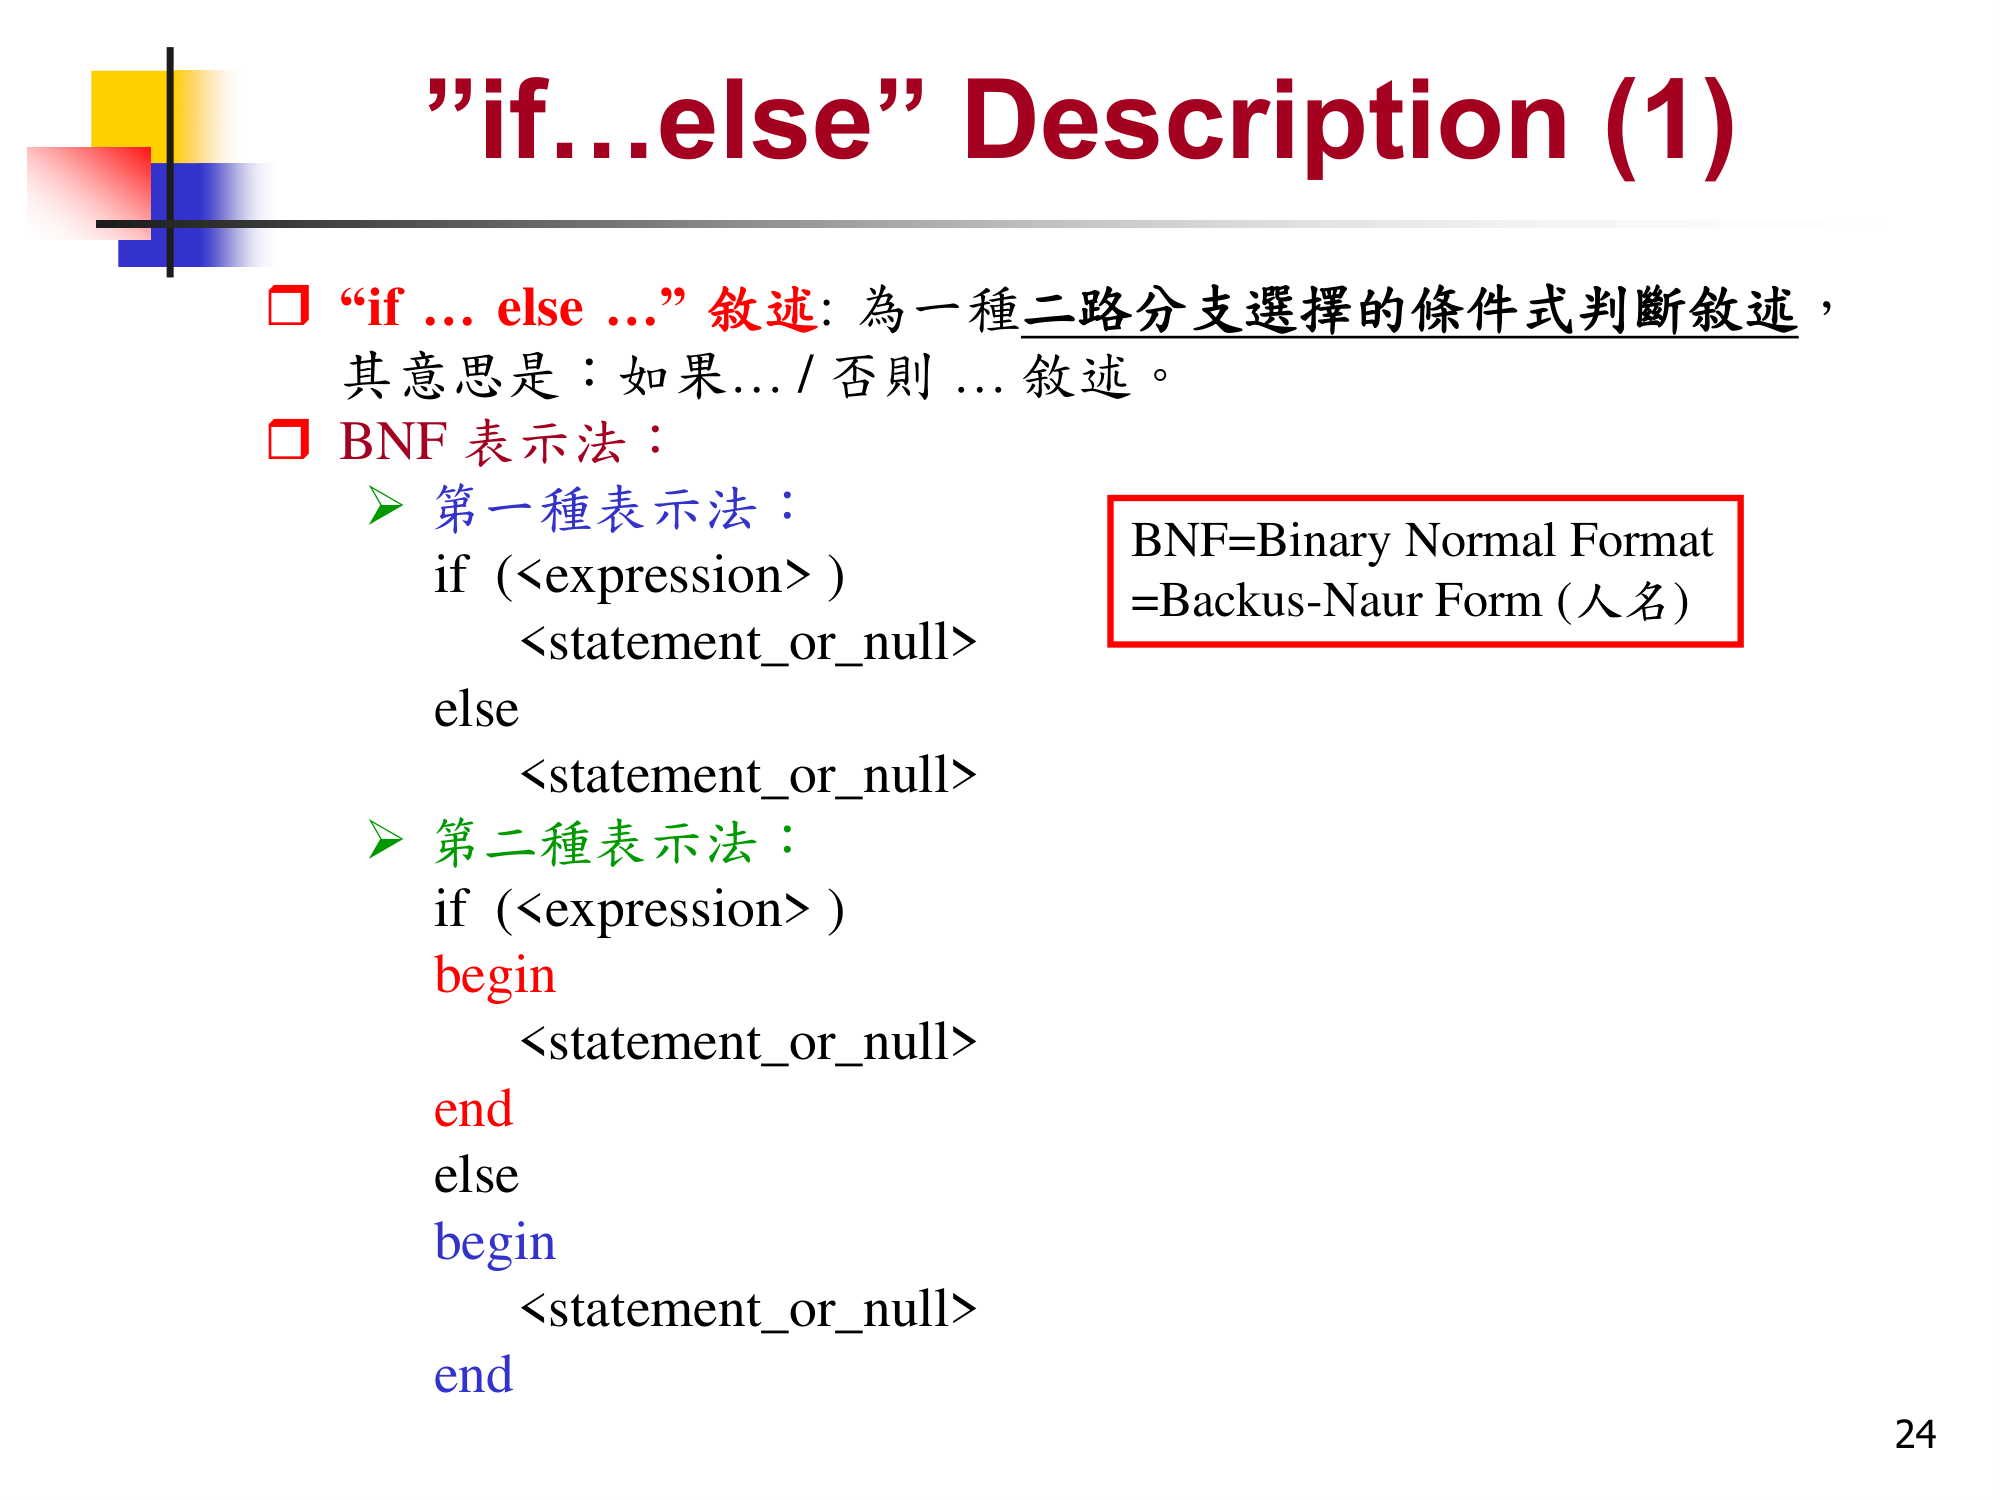 ”if…else” Description (1)
“if … else …” 敘述: 為一種二路分支選擇的條件式判斷敘述，
其意思是：如果… / 否則 … 敘述。
BNF 表示法：
第一種表示法：
if (<expression> )
<statement_or_null>
else
<statement_or_null>
BNF=Binary Normal Format
=Backus-Naur Form (人名)
第二種表示法：
if (<expression> )
begin
<statement_or_null>
end
else
begin
<statement_or_null>
end
24